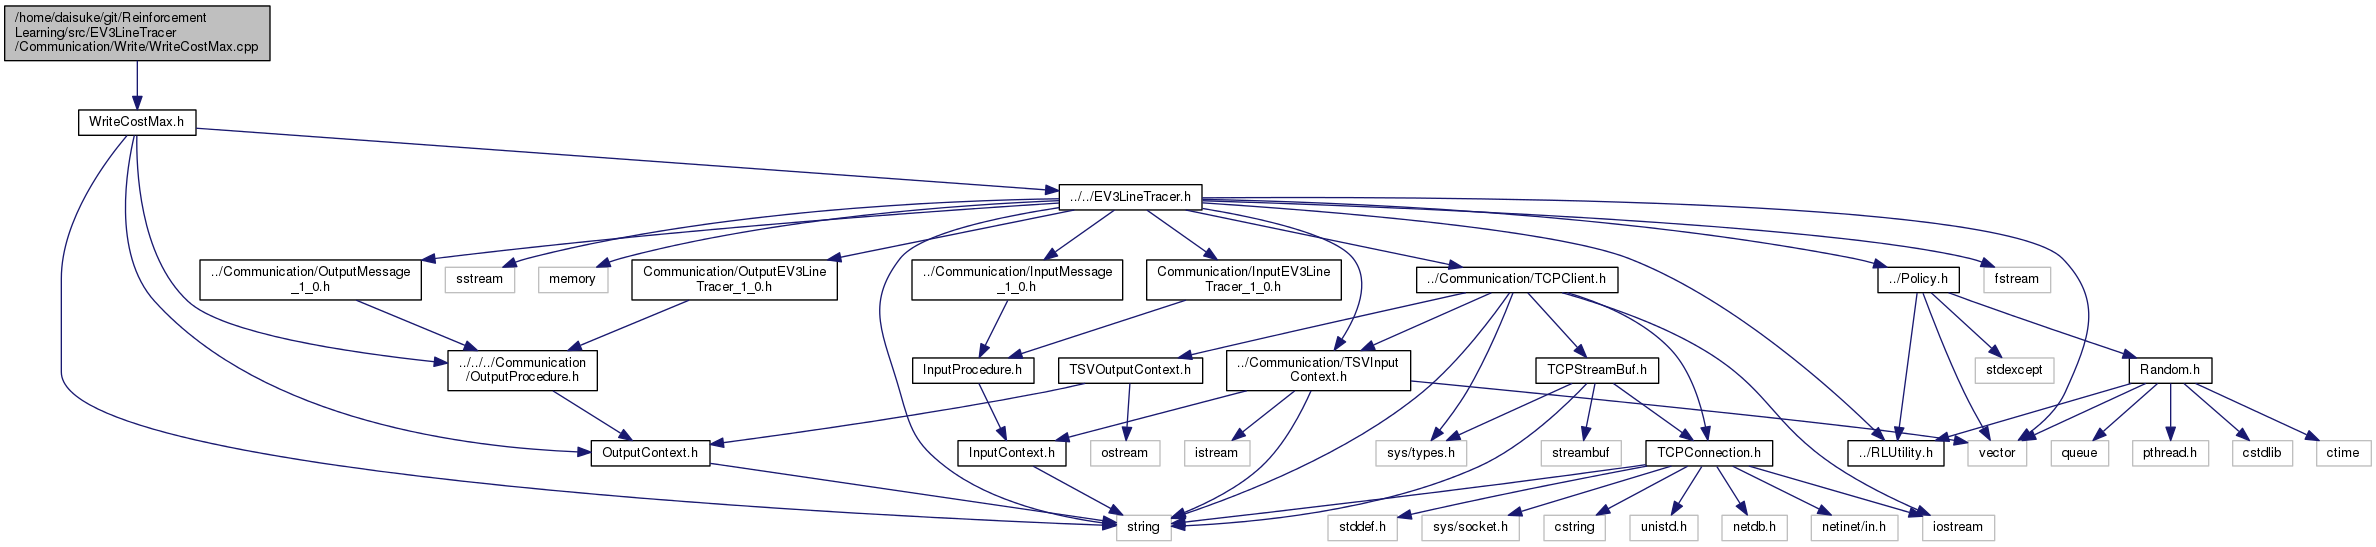 /home/daisuke/git/Reinforcement
Learning/src/EV3LineTracer
/Communication/Write/WriteCostMax.cpp
WriteCostMax.h
../../EV3LineTracer.h
../Communication/OutputMessage
_1_0.h
sstream
memory
Communication/OutputEV3Line
Tracer_1_0.h
../Communication/InputMessage
_1_0.h
Communication/InputEV3Line
Tracer_1_0.h
../Communication/TCPClient.h
../Policy.h
fstream
../../../Communication
/OutputProcedure.h
InputProcedure.h
TSVOutputContext.h
../Communication/TSVInput
Context.h
TCPStreamBuf.h
stdexcept
Random.h
OutputContext.h
InputContext.h
ostream
istream
sys/types.h
streambuf
TCPConnection.h
../RLUtility.h
vector
queue
pthread.h
cstdlib
ctime
string
stddef.h
sys/socket.h
cstring
unistd.h
netdb.h
netinet/in.h
iostream